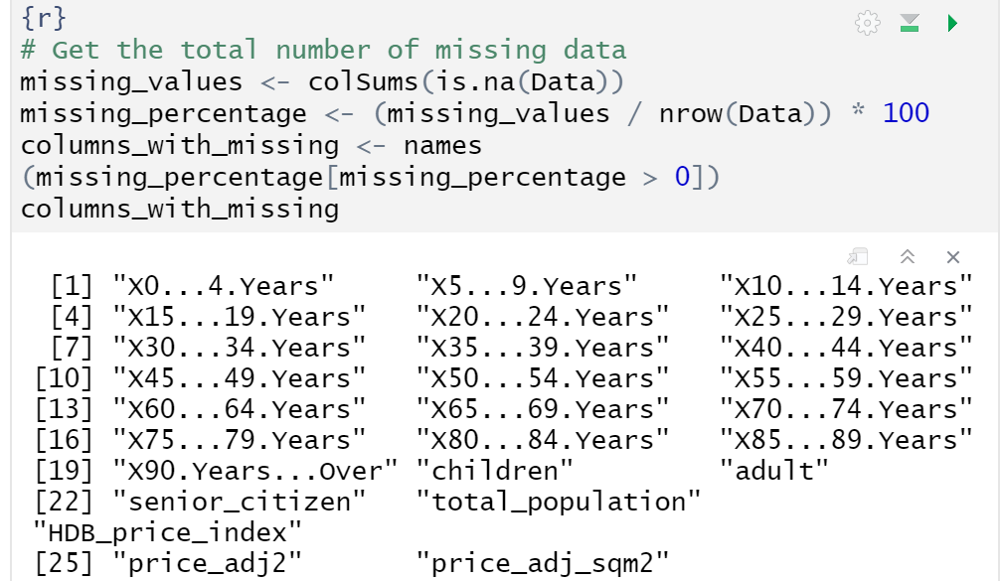 {r}
# Get the total number of missing data
missing_values <- colSums(is.na(Data))
missing_percentage <- (missing_values / nrow(Data)) * 100
columns_with_missing <- names
(missing_percentage[missing_percentage > 0])
columns_with_missing
[1] "X0...4.Years" "X5...9.Years" "X10...14.Years"
[4] "X15...19.Years" "X20...24.Years" "X25...29.Years"
[7] "X30...34.Years" "X35...39.Years" "X40...44.Years"
[10] "X45...49.Years" "X50...54.Years" "X55...59.Years"
[13] "X60...64.Years" "X65...69.Years" "X70...74.Years"
[16] "X75...79.Years" "X80...84.Years" "X85...89.Years"
[19] "X90.Years...Over" "children" "adult"
[22] "senior_citizen" "total_population"
"HDB_price_index"
[25] "price_adj2" "price_adj_sqm2"